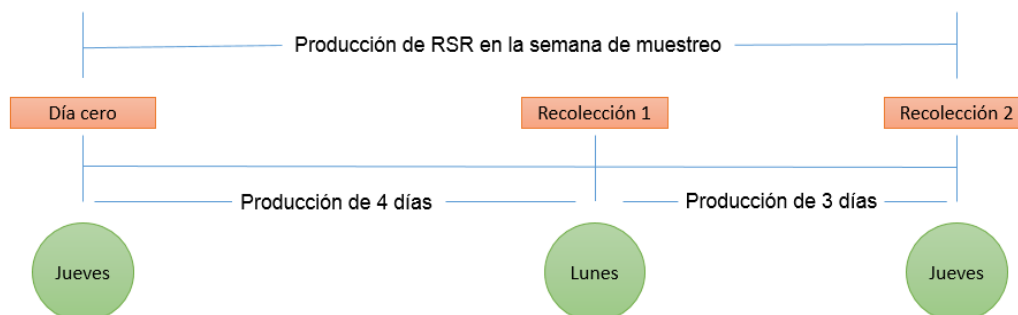 Producción de RSR en la semana de muestreo
Día cero
Recolección 1
Recolección 2
Producción de 4 días
Producción de 3 días
Jueves
Lunes
Jueves